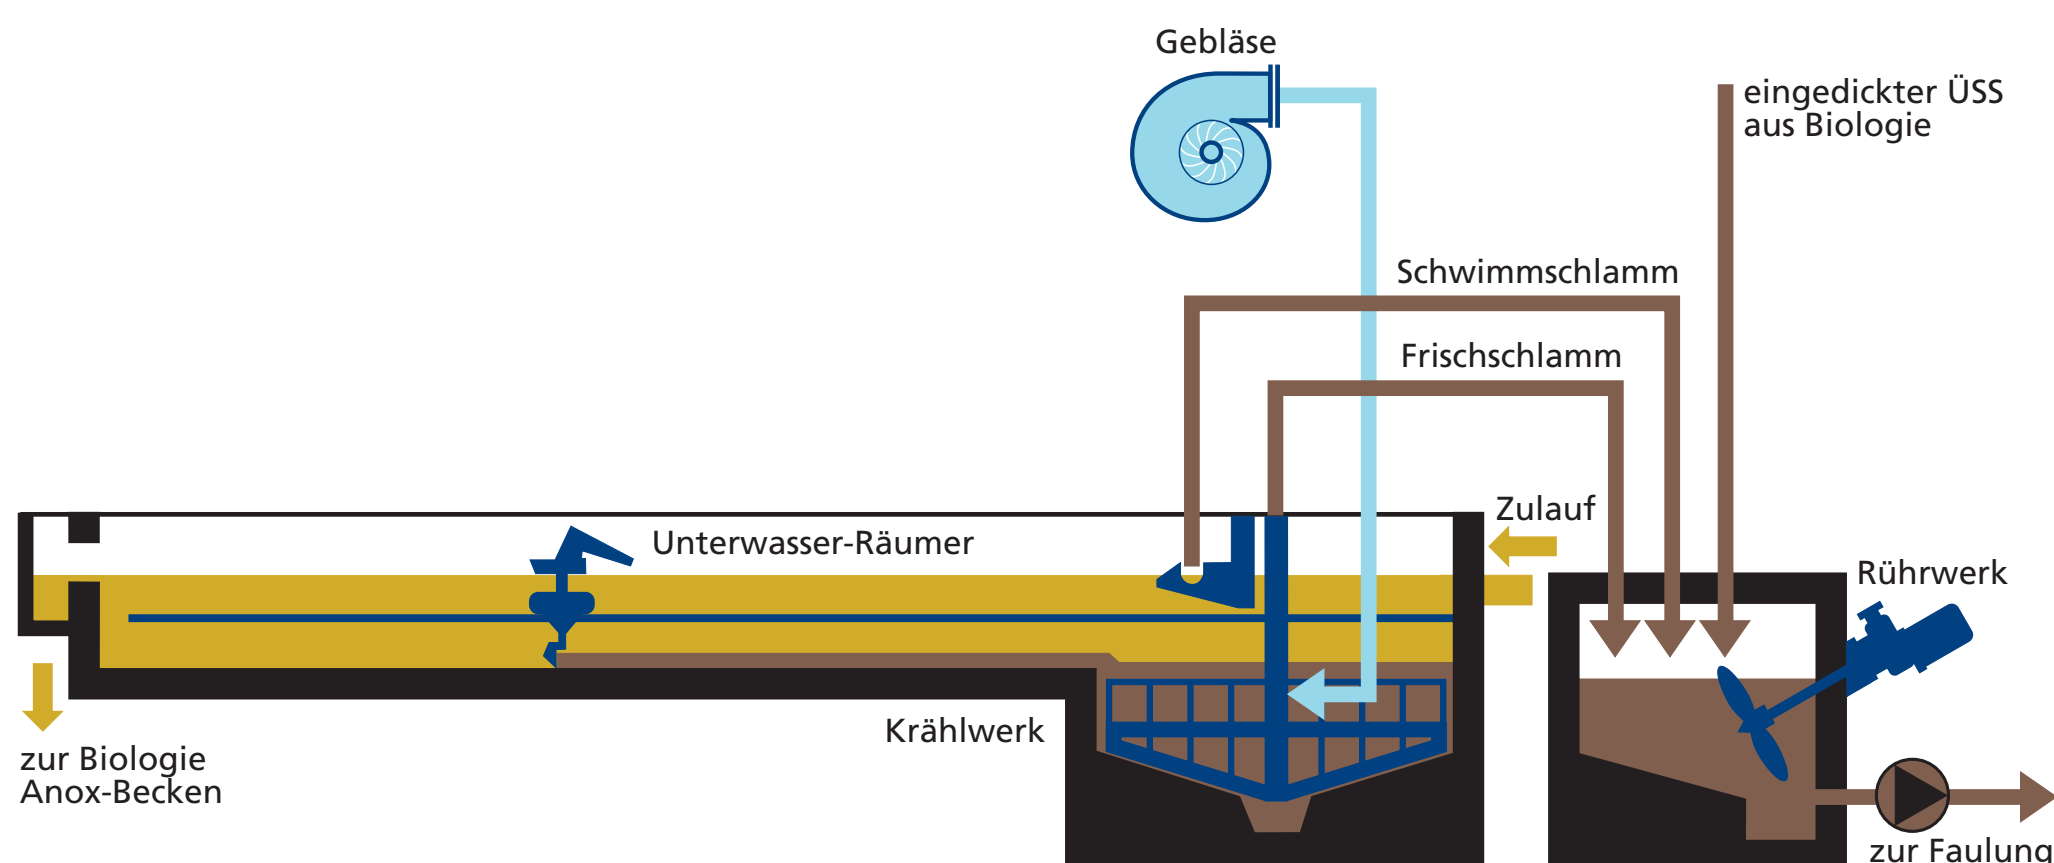 Gebläse
eingedickter ÜSS
aus Biologie
Schwimmschlamm
Frischschlamm
Zulauf
Unterwasser-Räumer
Rührwerk
Krählwerk
zur Biologie
Anox-Becken
zur Faulung